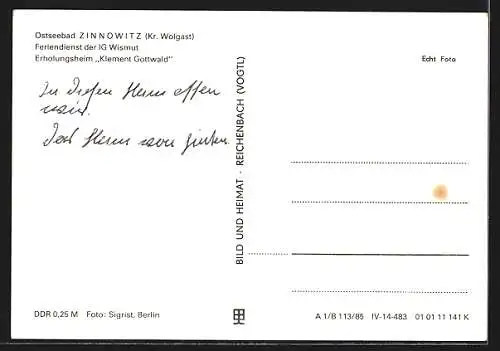 Ostseebad ZINNOWITZ (Kr. Wolgast)
Feriendienst der IG Wismut
Erholungsheim „Klement Gottwald"
In diesem Heim
wir.
Das Heim war
Echt Foto
BILD UND HEIMAT · REICHENBACH (VOGTL)
DDR 0,25 M Foto: Sigrist, Berlin
A 1/B 113/85 IV-14-483 01 01 11 141 K